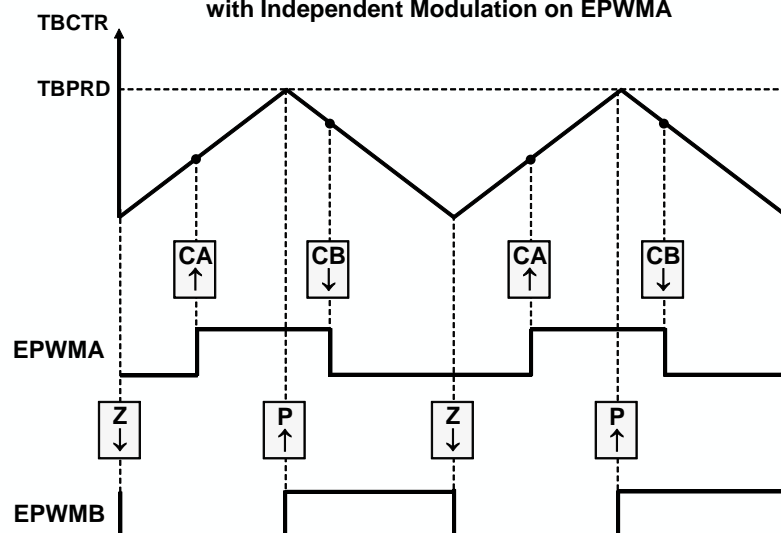 with Independent Modulation on EPWMA
TBCTR
TBPRD
CA ↑
CB ↓
CA ↑
CB ↓
EPWMA
Z ↓
P ↑
Z ↓
P ↑
EPWMB